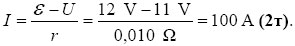 I = (ε − U)/r = (12 V − 11 V)/(0,010 Ω) = 100 A (2т).